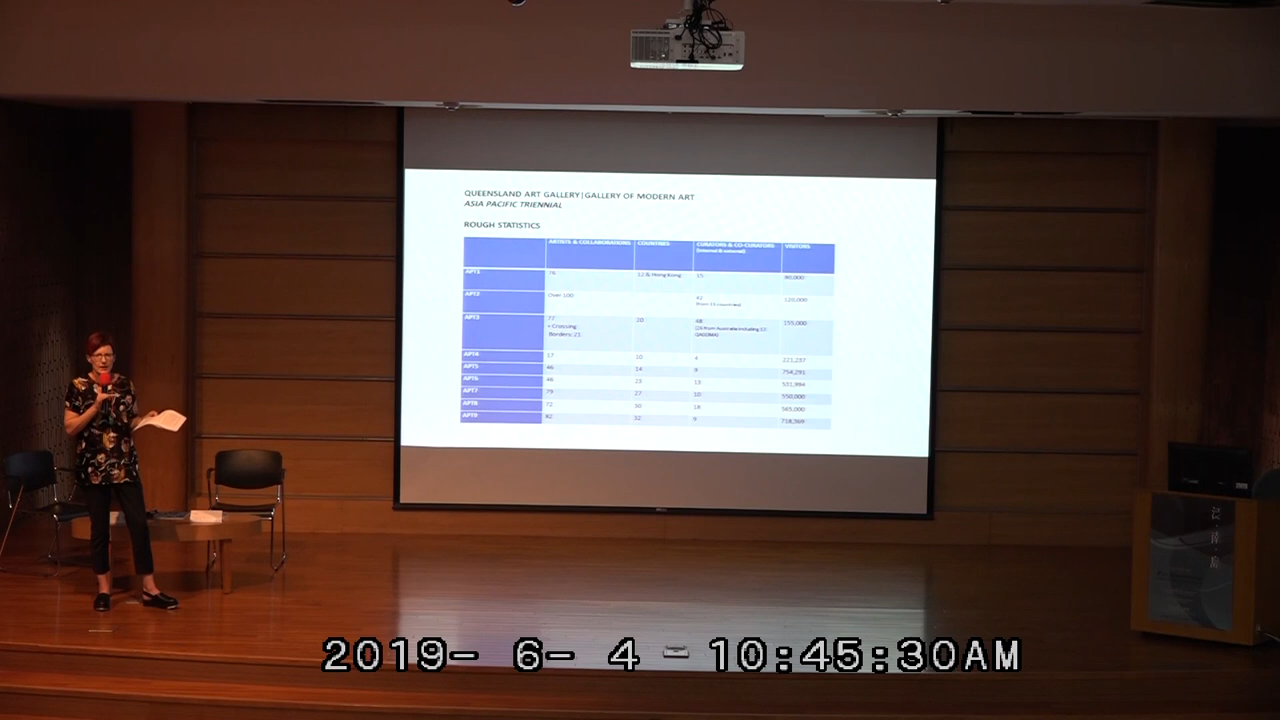 QUEENSLAND ART GALLERY|GALLERY OF MODERN ART
ASIA PACIFIC TRIENNIAL
ROUGH STATISTICS
ARTISTS & COLLABORATIONS COUNTRIES CURATORS & CO-CURATORS VISITORS
(internal & external)
APT1 76 12 & Hong Kong 15 60,000
APT2 Over 100 42 120,000
APT3 77 20 48 155,000
+ Crossing
Borders: 21
APT4 17 10 4 221,237
APT5 14 9 754,291
APT6 23 13 531,994
APT7 79 27 10 550,000
APT8 72 30 18 565,000
APT9 82 32 9 718,369
2019- 6- 4 - 10:45:30AM